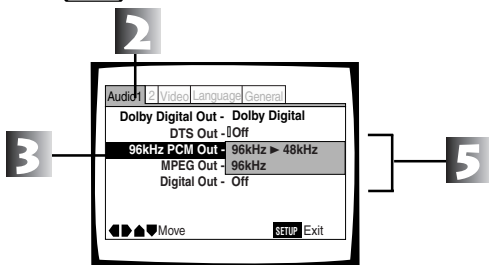 2
Audio1 2 Video Language General
Dolby Digital Out - Dolby Digital
DTS Out - Off
3
96kHz PCM Out - 96kHz ► 48kHz
5
MPEG Out - 96kHz
Digital Out - Off
Move SETUP Exit